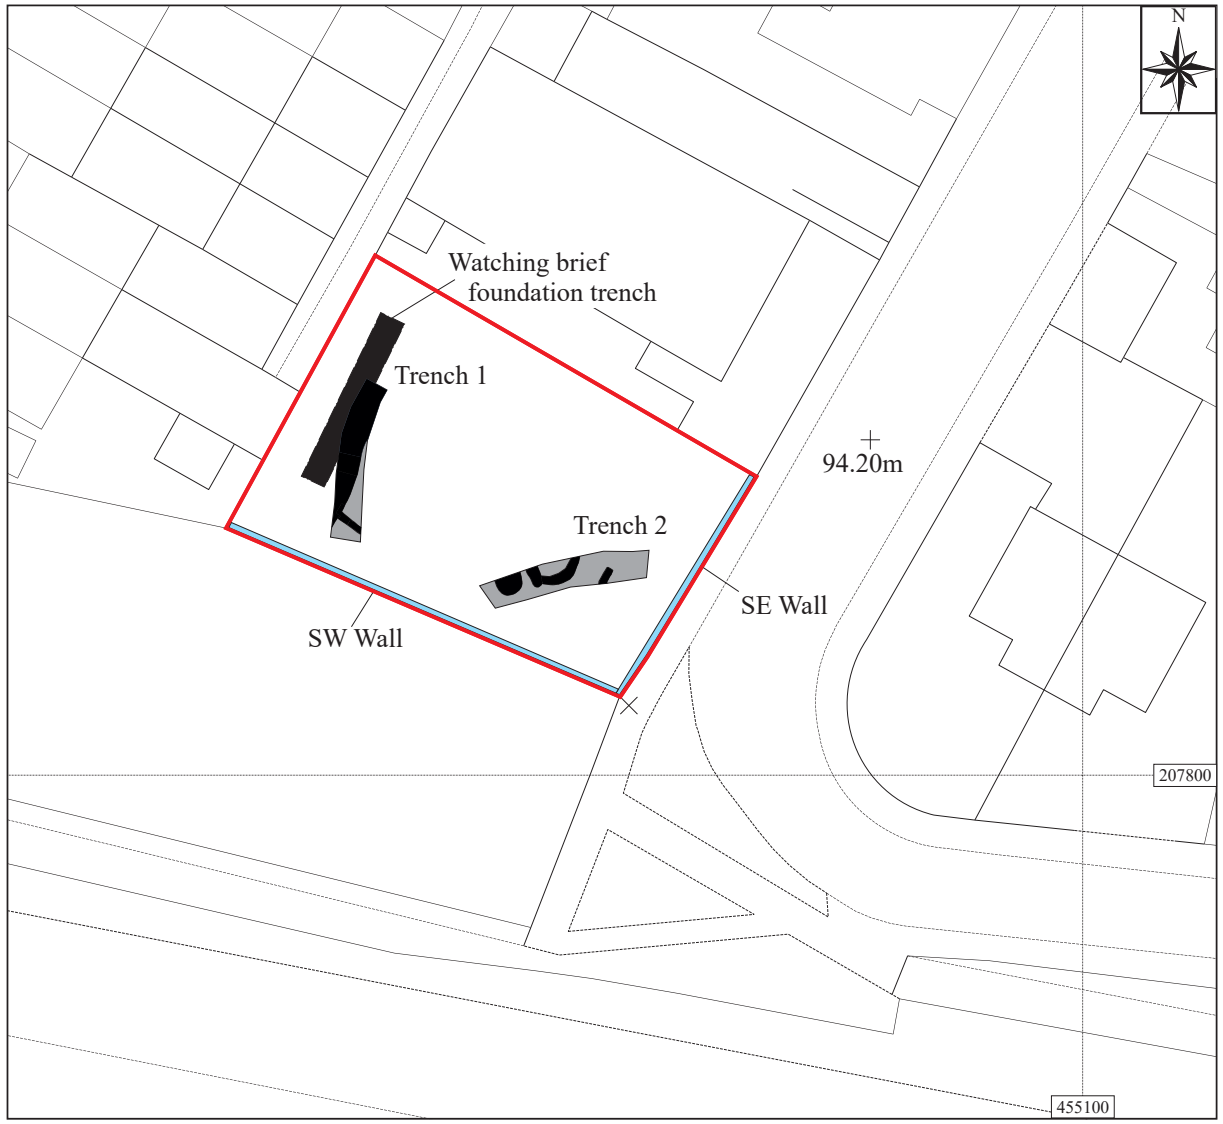 N
Watching brief
foundation trench
Trench 1
94.20m
Trench 2
SE Wall
SW Wall
207800
455100